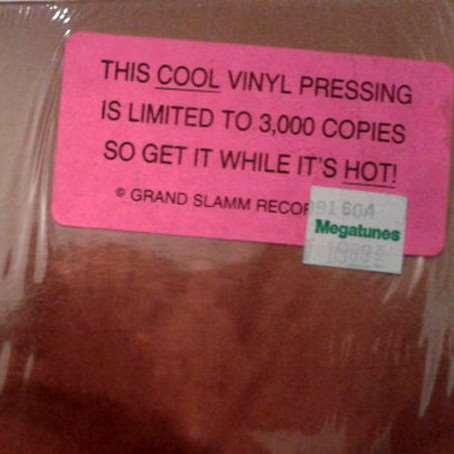 THIS COOL VINYL PRESSING
IS LIMITED TO 3,000 COPIES
SO GET IT WHILE IT'S HOT!
© GRAND SLAMM
Megatunes